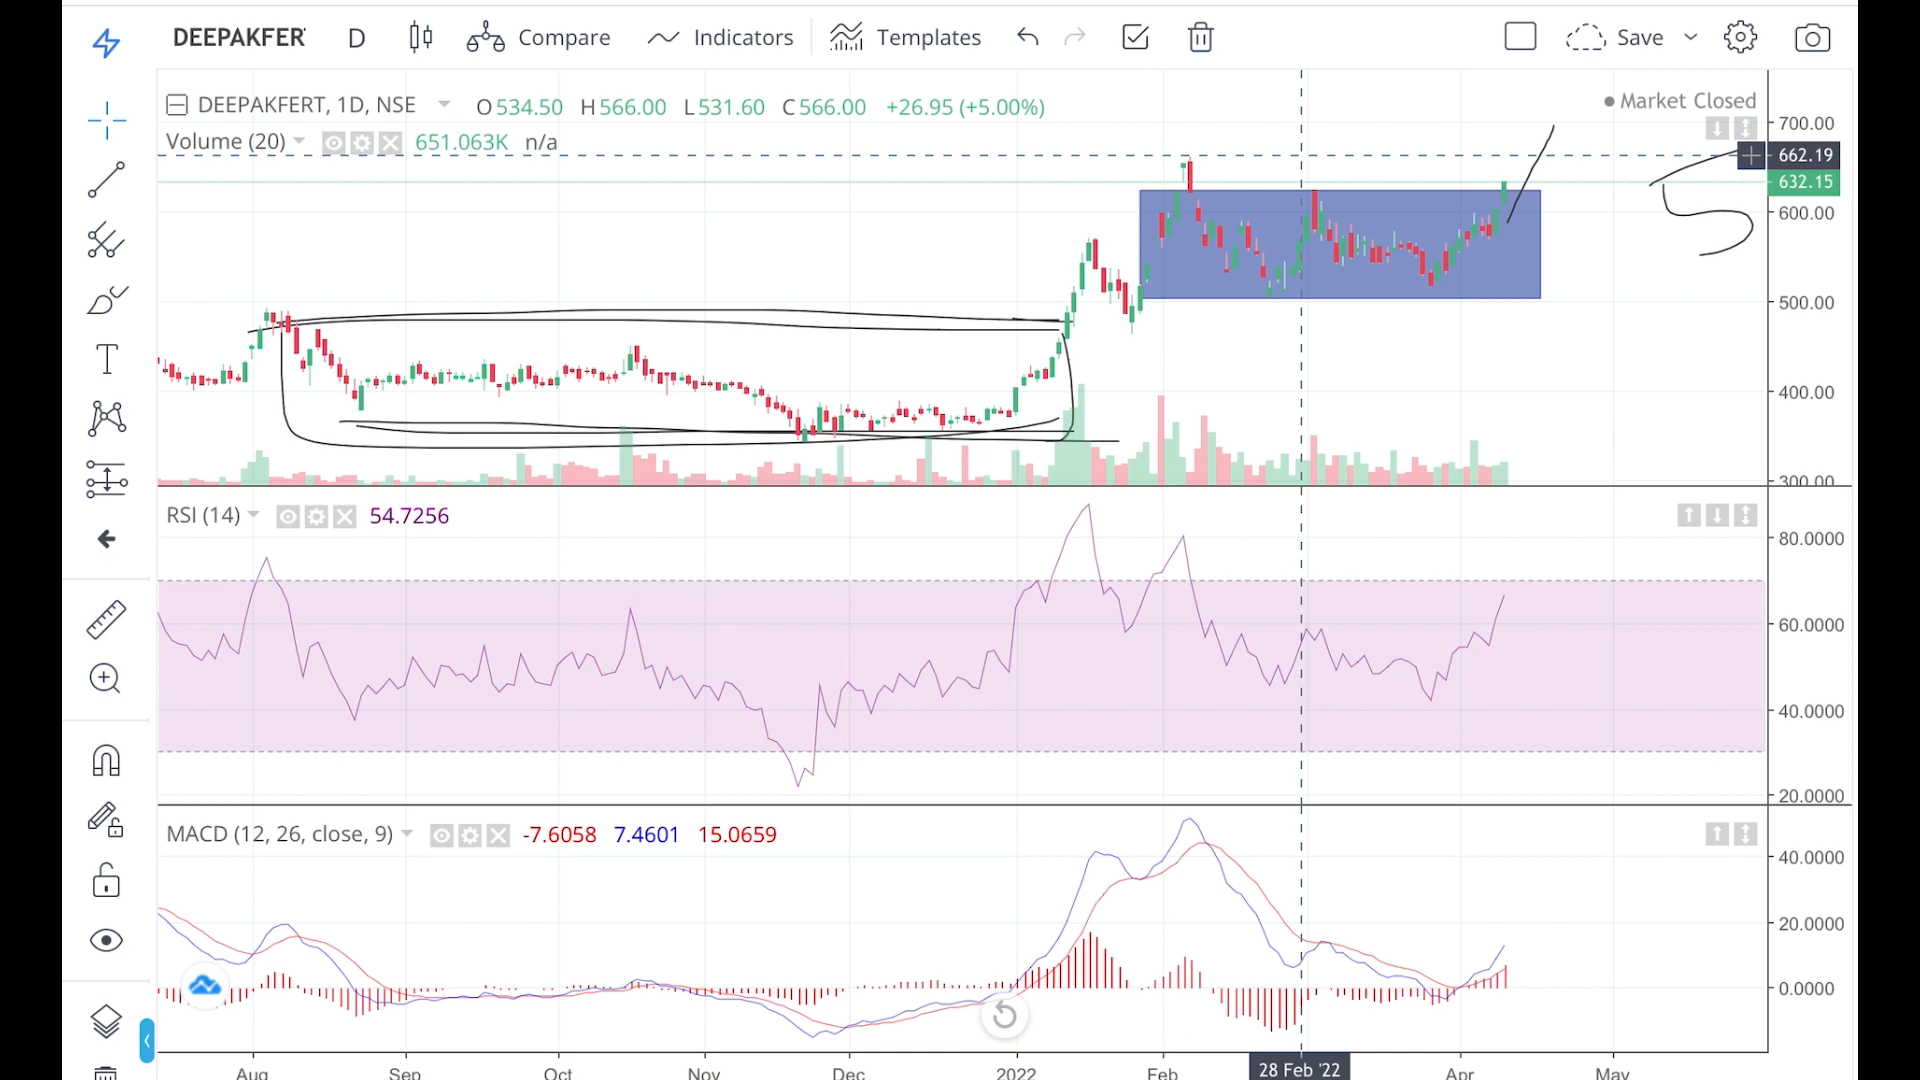 DEEPAKFER D Compare Indicators Templates Save
DEEPAKFERT, 1D, NSE O534.50 H566.00 L531.60 C566.00 +26.95 (+5.00%)
Market Closed
Volume (20) 651.063K n/a
700.00
662.19
632.15
600.00
500.00
400.00
300.00
RSI (14) 54.7256
80.0000
60.0000
40.0000
20.0000
MACD (12, 26, close, 9) -7.6058 7.4601 15.0659
40.0000
20.0000
0.0000
Aug Sep Oct Nov Dec 2022 Feb 28 Feb '22 Apr May